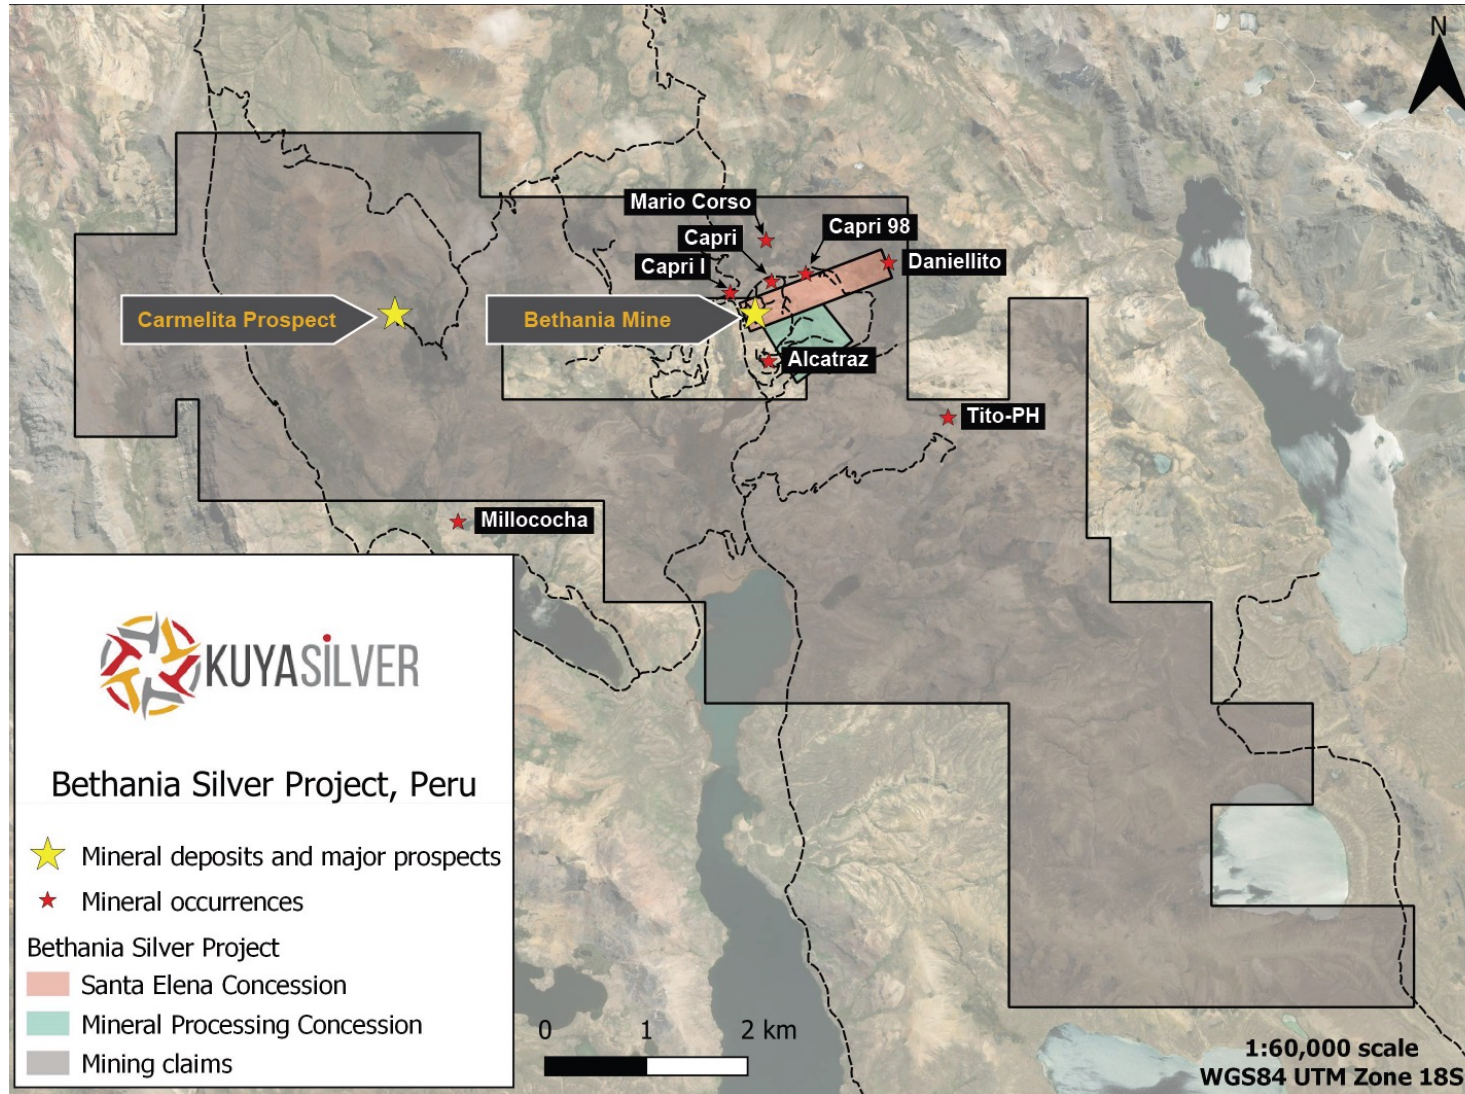 N
Mario Corso
Capri
Capri 98
Capri I
Daniellito
Carmelita Prospect
Bethania Mine
Alcatraz
Tito-PH
Millococha
KUYASILVER
Bethania Silver Project, Peru
Mineral deposits and major prospects
Mineral occurrences
Bethania Silver Project
Santa Elena Concession
Mineral Processing Concession
Mining claims
0 1 2 km
1:60,000 scale
WGS84 UTM Zone 18S